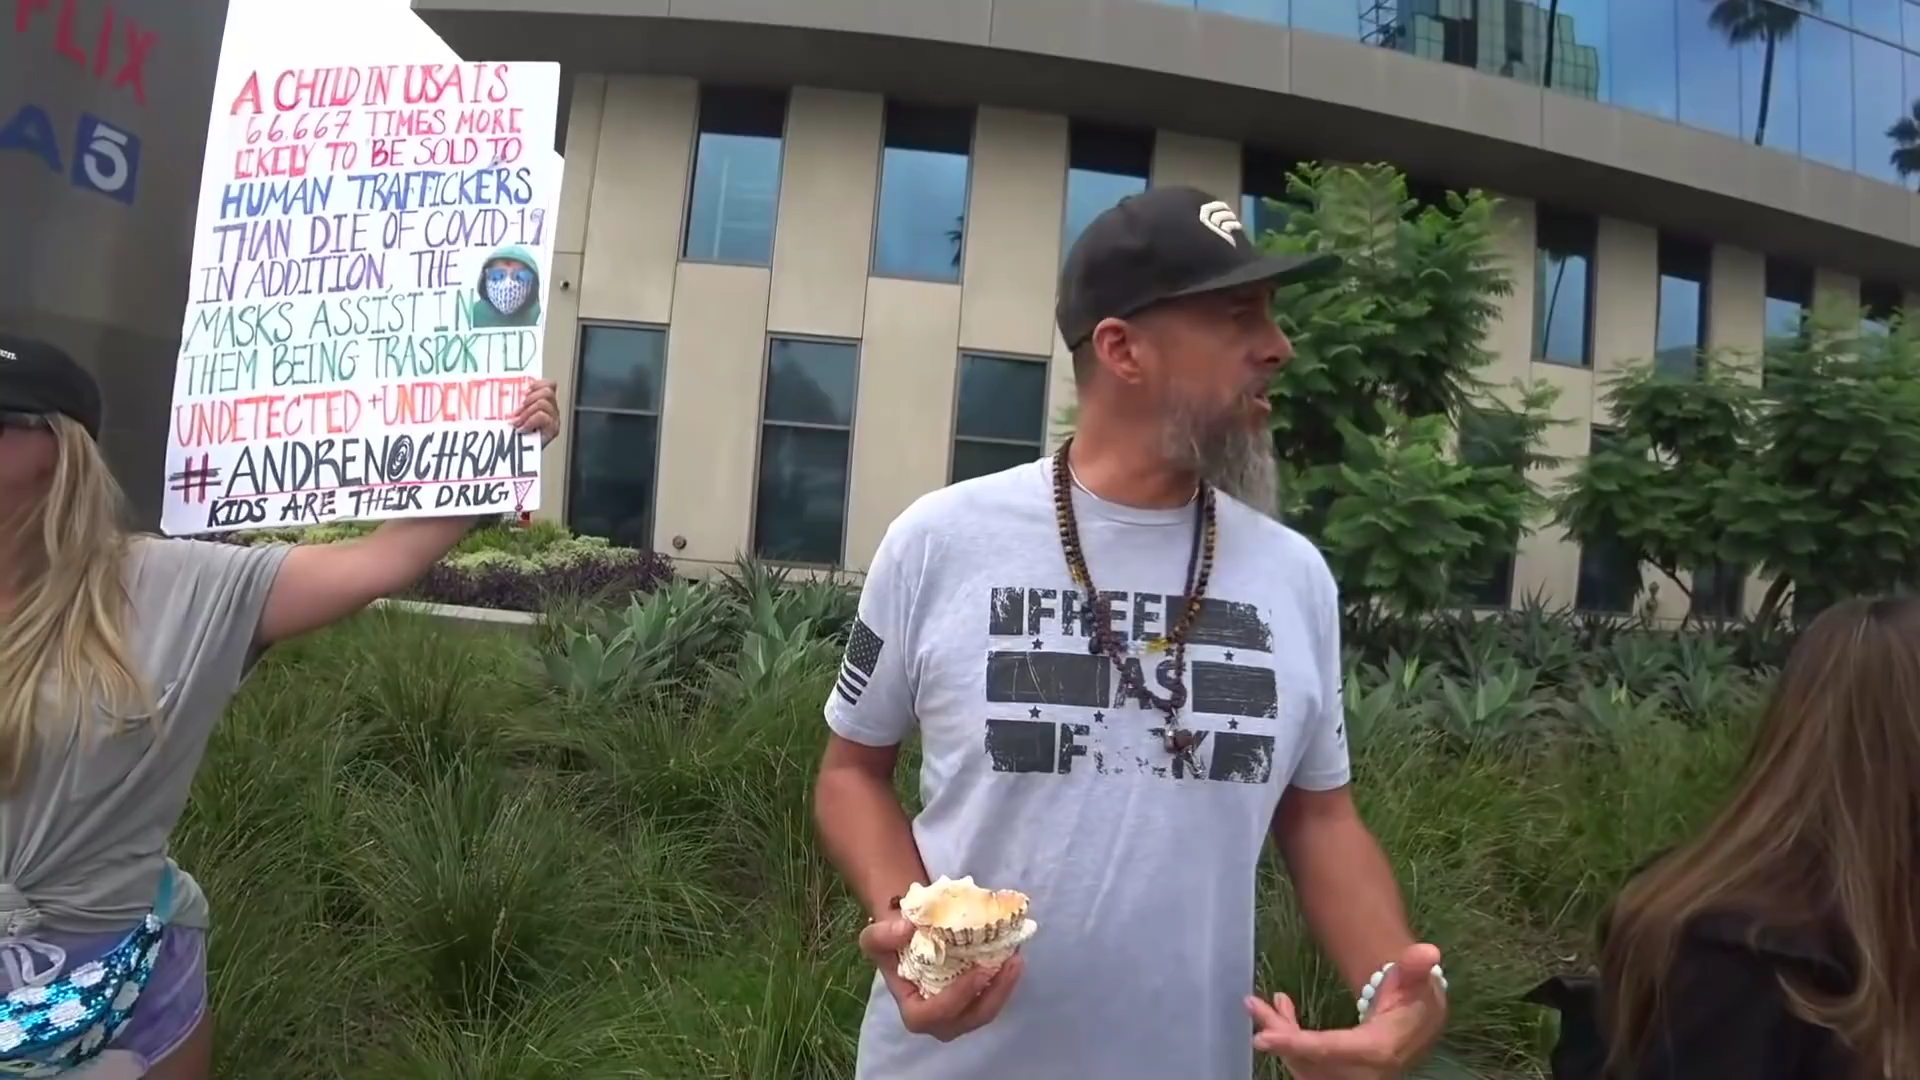 FLIX
A 5
A CHILD IN USA IS
66,667 TIMES MORE
LIKELY TO BE SOLD TO
HUMAN TRAFFICKERS
THAN DIE OF COVID-19
IN ADDITION, THE
MASKS ASSIST IN
THEM BEING TRASPORTED
UNDETECTED + UNIDENTIFIED
#ANDRENOCHROME
KIDS ARE THEIR DRUG!
FREE
AS
F
K